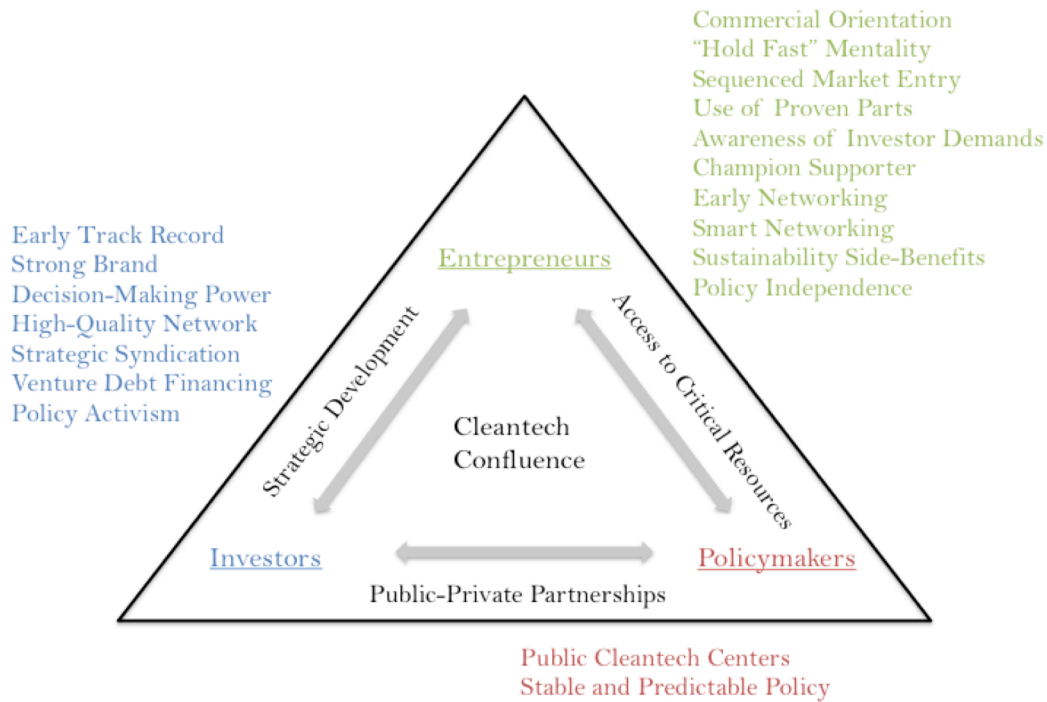 Commercial Orientation
“Hold Fast” Mentality
Sequenced Market Entry
Use of Proven Parts
Awareness of Investor Demands
Champion Supporter
Early Networking
Smart Networking
Sustainability Side-Benefits
Policy Independence
Early Track Record
Strong Brand
Decision-Making Power
High-Quality Network
Strategic Syndication
Venture Debt Financing
Policy Activism
Entrepreneurs
Strategic Development
Access to Critical Resources
Cleantech
Confluence
Investors
Policymakers
Public-Private Partnerships
Public Cleantech Centers
Stable and Predictable Policy